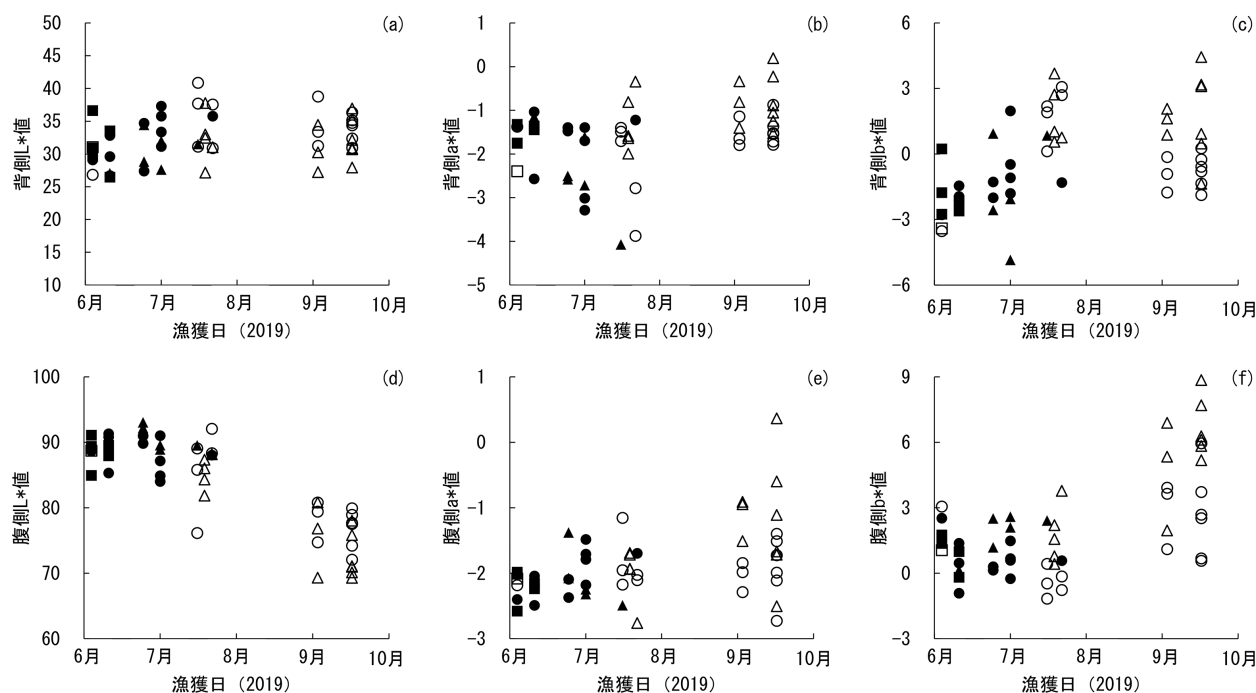 (a)
背側L*値
50
45
40
35
30
25
20
15
10
6月 7月 8月 9月 10月
漁獲日（2019）
(b)
背側a*値
1
0
−1
−2
−3
−4
−5
6月 7月 8月 9月 10月
漁獲日（2019）
(c)
背側b*値
6
3
0
−3
−6
6月 7月 8月 9月 10月
漁獲日（2019）
(d)
腹側L*値
100
90
80
70
60
6月 7月 8月 9月 10月
漁獲日（2019）
(e)
腹側a*値
1
0
−1
−2
−3
6月 7月 8月 9月 10月
漁獲日（2019）
(f)
腹側b*値
9
6
3
0
−3
6月 7月 8月 9月 10月
漁獲日（2019）